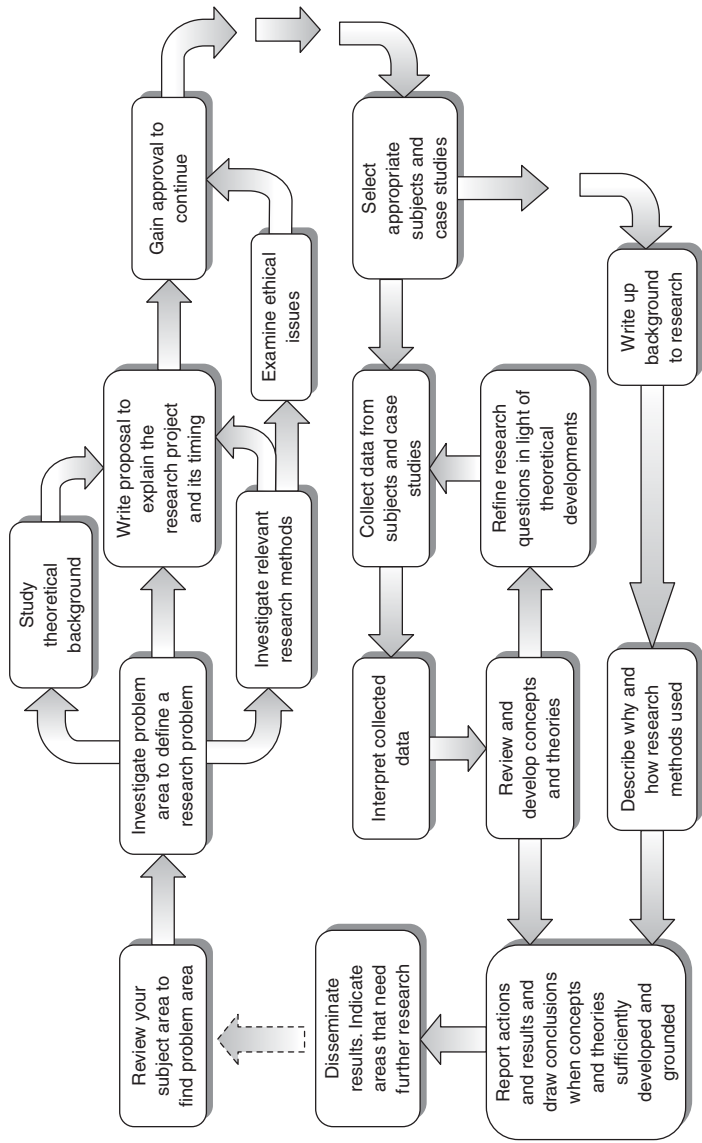 Review your
subject area to
find problem area
Investigate problem
area to define a
research problem
Study
theoretical
background
Investigate relevant
research methods
Write proposal to
explain the
research project
and its timing
Examine ethical
issues
Gain approval to
continue
Select
appropriate
subjects and
case studies
Collect data from
subjects and case
studies
Interpret collected
data
Review and
develop concepts
and theories
Refine research
questions in light of
theoretical
developments
Write up
background
to research
Describe why and
how research
methods used
Report actions
and results and
draw conclusions
when concepts
and theories
sufficiently
developed and
grounded
Disseminate
results. Indicate
areas that need
further research